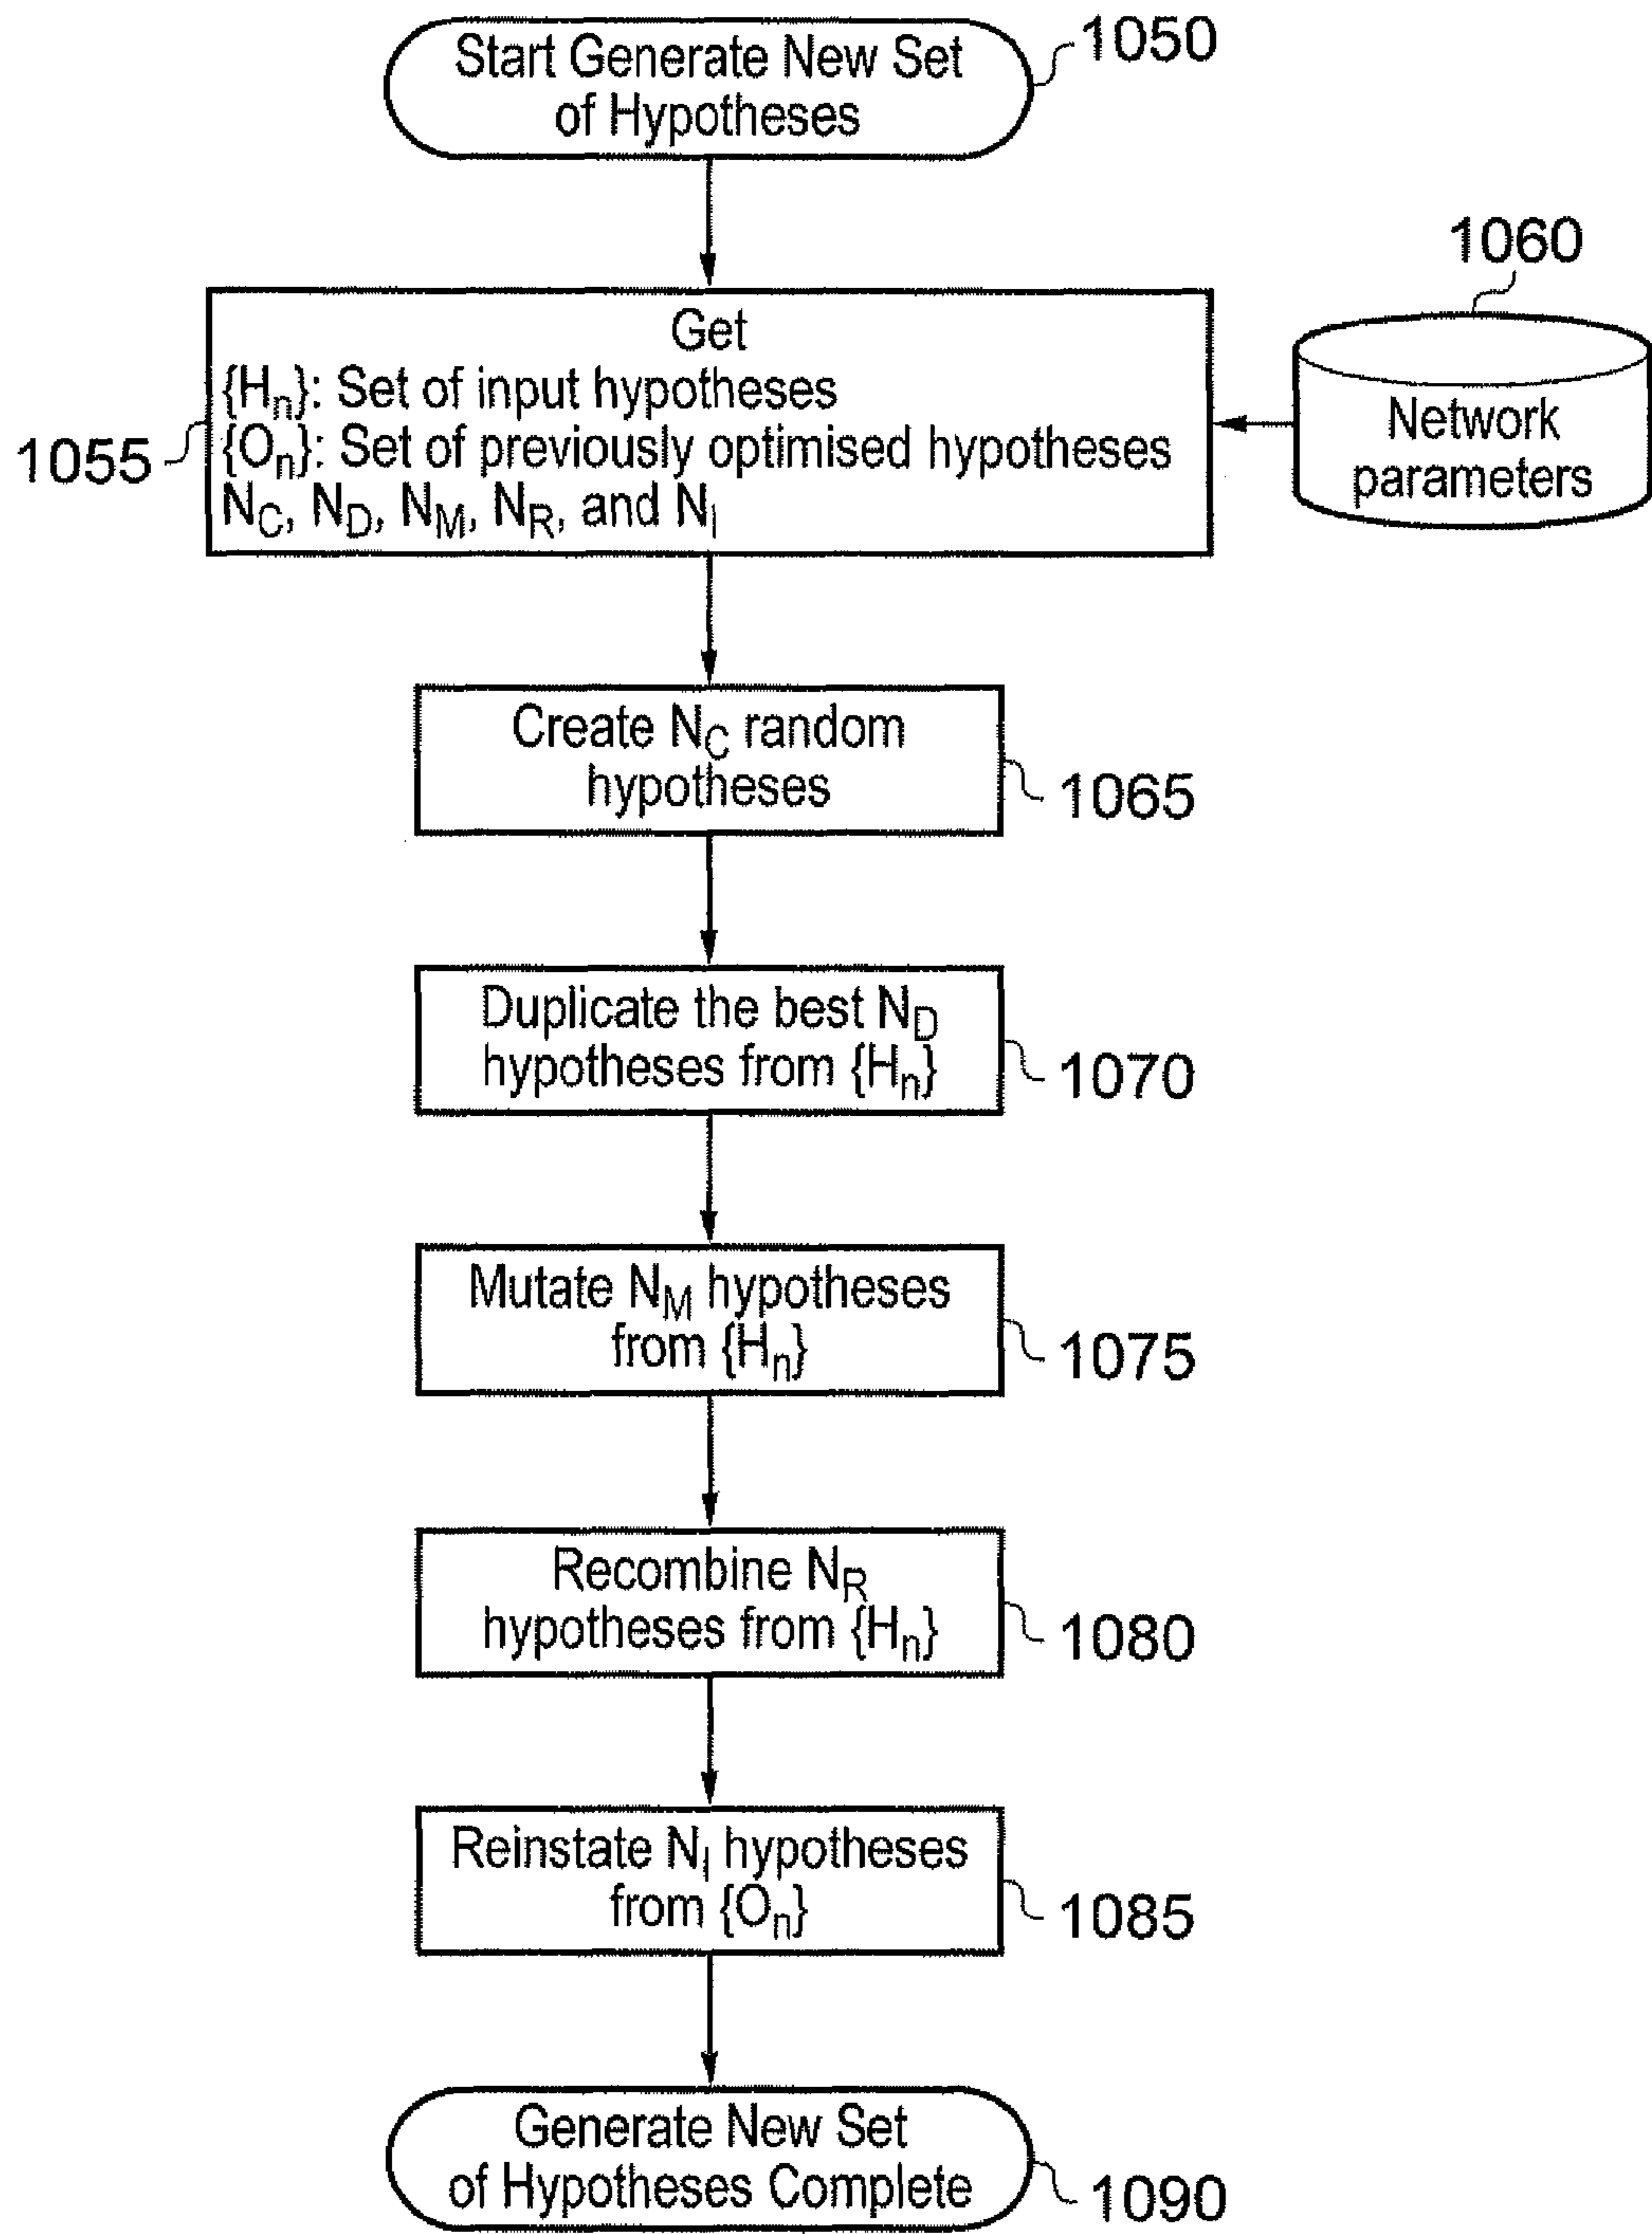 Start Generate New Set
of Hypotheses
1050
1060
Get
{Hn}: Set of input hypotheses
{On}: Set of previously optimised hypotheses
NC, ND, NM, NR, and NI
1055
Network
parameters
Create NC random
hypotheses
1065
Duplicate the best ND
hypotheses from {Hn}
1070
Mutate NM hypotheses
from {Hn}
1075
Recombine NR
hypotheses from {Hn}
1080
Reinstate NI hypotheses
from {On}
1085
Generate New Set
of Hypotheses Complete
1090